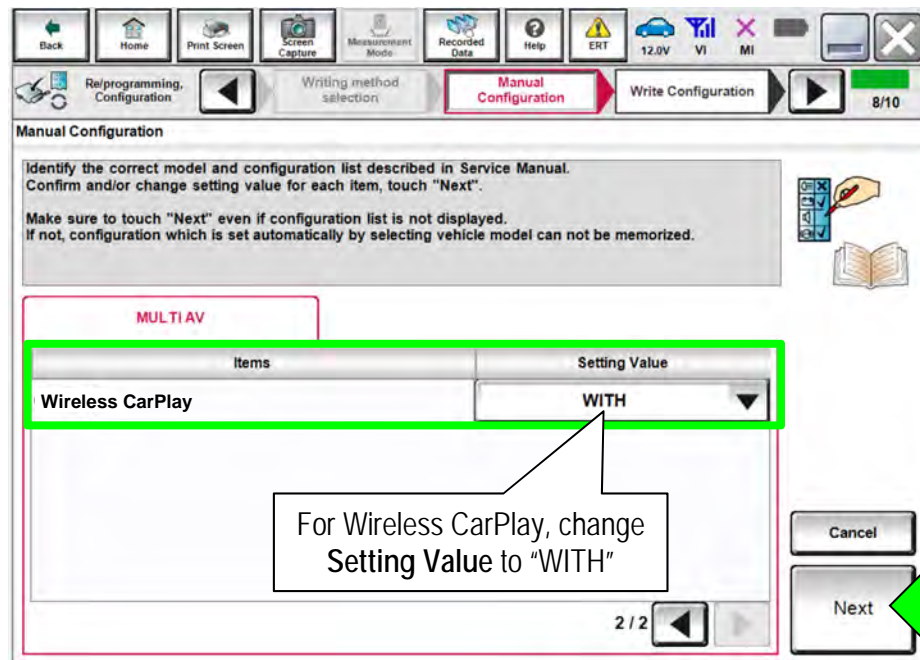 Back
Home
Print Screen
Screen
Capture
Measurement
Mode
Recorded
Data
Help
ERT
12.0V
VI
MI
Re/programming,
Configuration
Writing method
selection
Manual
Configuration
Write Configuration
8/10
Manual Configuration
Identify the correct model and configuration list described in Service Manual.
Confirm and/or change setting value for each item, touch "Next".
Make sure to touch "Next" even if configuration list is not displayed.
If not, configuration which is set automatically by selecting vehicle model can not be memorized.
MULTI AV
Items
Setting Value
Wireless CarPlay
WITH
For Wireless CarPlay, change
Setting Value to “WITH”
Cancel
Next
2 / 2